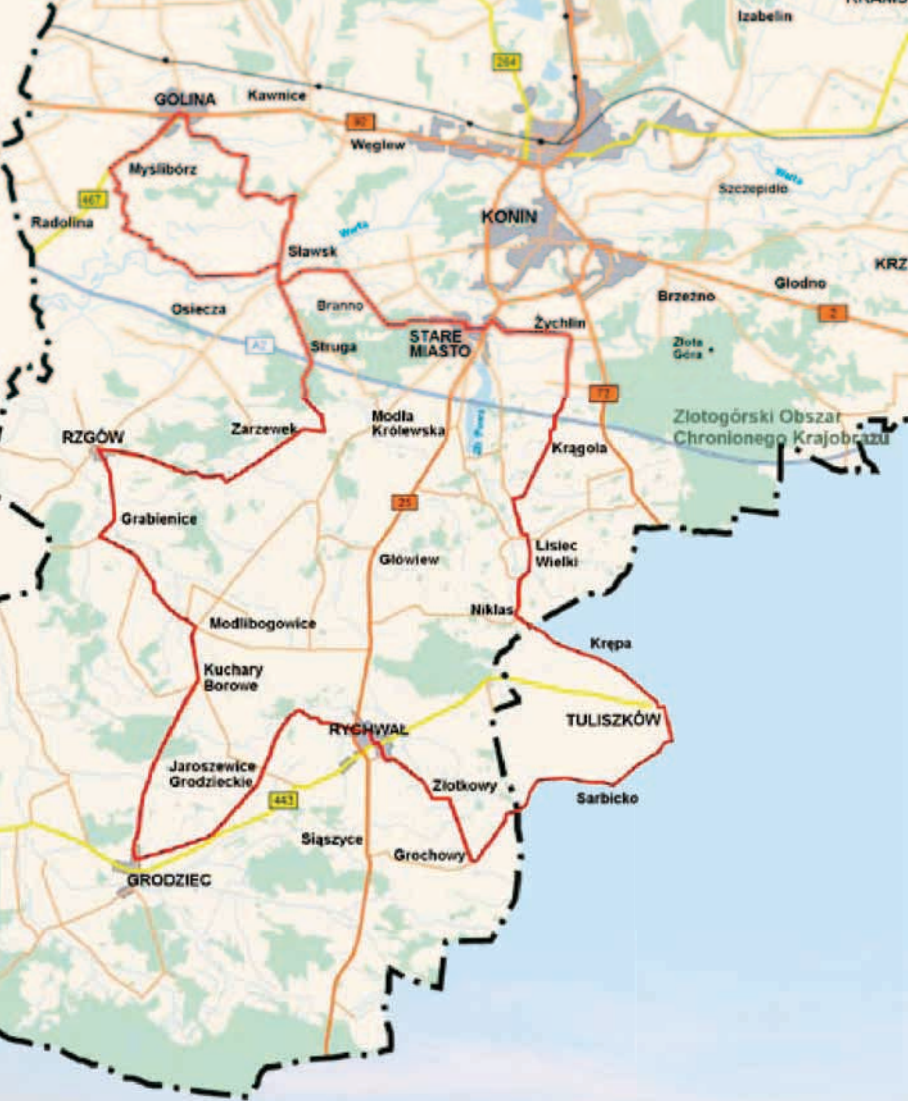 Izabelin
264
GOLINA
Kawnice
92
Węglew
Myślibórz
467
Warta
Szczepidło
Radolina
KONIN
Warta
Sławsk
KRZ
Głodno
Brzeźno
Osiecza
Branno
2
Żychlin
STARE
MIASTO
A2
Struga
Złota
Góra
72
Modła
Królewska
Złotogórski Obszar
Chronionego Krajobrazu
Zarzewek
RZGÓW
Krągola
25
Grabienice
Lisiec
Wielki
Główiew
Niklas
Modlibogowice
Krępa
Kuchary
Borowe
TULISZKÓW
RYCHWAŁ
Jaroszewice
Grodzieckie
Złotkowy
443
Sarbicko
Siąszyce
Grochowy
GRODZIEC